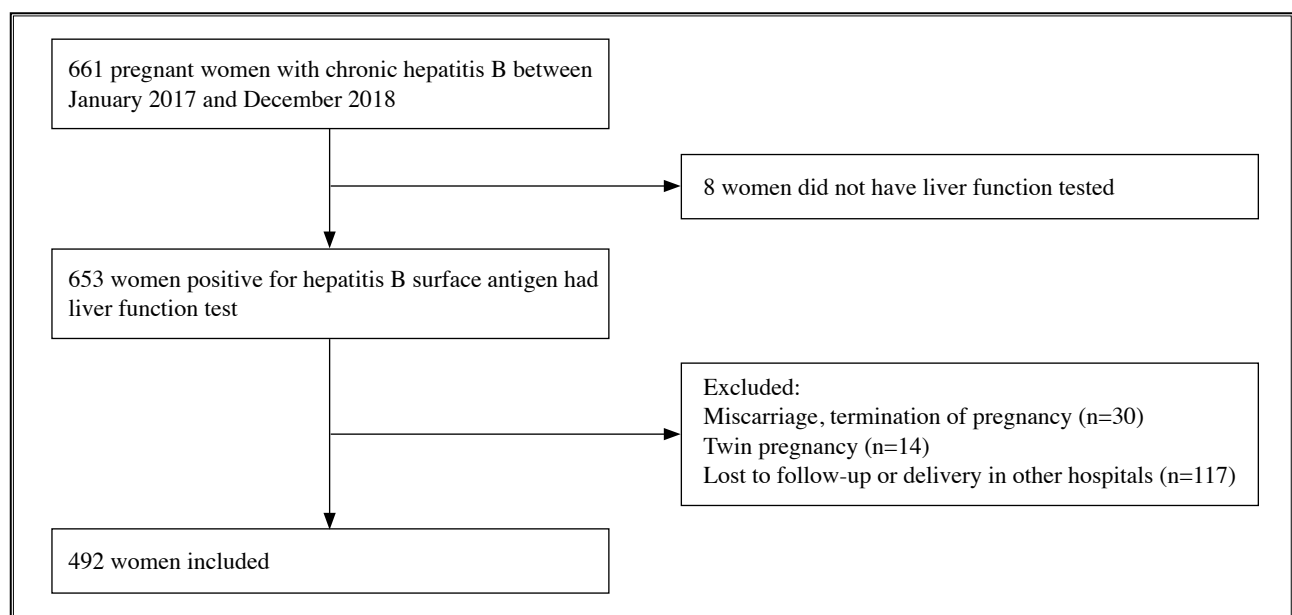 661 pregnant women with chronic hepatitis B between
January 2017 and December 2018
8 women did not have liver function tested
653 women positive for hepatitis B surface antigen had
liver function test
Excluded:
Miscarriage, termination of pregnancy (n=30)
Twin pregnancy (n=14)
Lost to follow-up or delivery in other hospitals (n=117)
492 women included